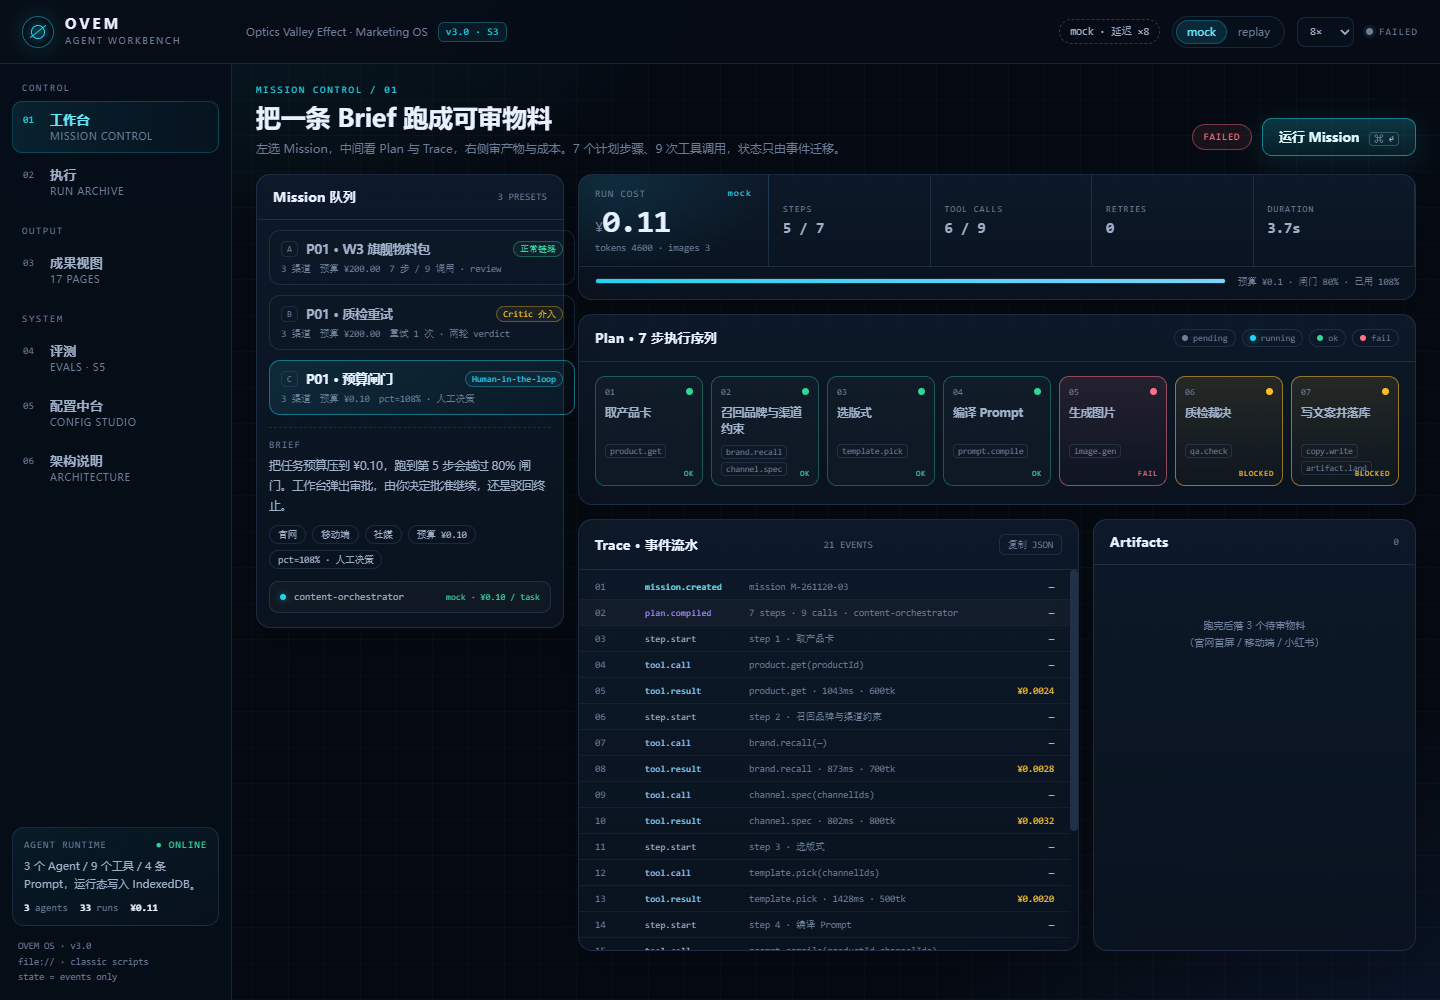 OVEM
AGENT WORKBENCH
Optics Valley Effect · Marketing OS
v3.0 · S3
mock · 延迟 ×8
mock
replay
8×
FAILED
CONTROL
01 工作台
MISSION CONTROL
02 执行
RUN ARCHIVE
OUTPUT
03 成果视图
17 PAGES
SYSTEM
04 评测
EVALS · S5
05 配置中台
CONFIG STUDIO
06 架构说明
ARCHITECTURE
AGENT RUNTIME
ONLINE
3 个 Agent / 9 个工具 / 4 条
Prompt，运行态写入 IndexedDB。
3 agents 33 runs ¥0.11
OVEM OS · v3.0
file:// · classic scripts
state = events only
MISSION CONTROL / 01
把一条 Brief 跑成可审物料
左选 Mission，中间看 Plan 与 Trace，右侧审产物与成本。7 个计划步骤、9 次工具调用，状态只由事件迁移。
FAILED
运行 Mission ⌘ ↵
Mission 队列
3 PRESETS
A P01 · W3 旗舰物料包 正常链路
3 渠道 预算 ¥200.00 7 步 / 9 调用 · review
B P01 · 质检重试 Critic 介入
3 渠道 预算 ¥200.00 重试 1 次 · 两轮 verdict
C P01 · 预算闸门 Human-in-the-loop
3 渠道 预算 ¥0.10 pct=108% · 人工决策
BRIEF
把任务预算压到 ¥0.10，跑到第 5 步会越过 80% 闸
门。工作台弹出审批，由你决定批准继续，还是驳回终
止。
官网 移动端 社媒 预算 ¥0.10
pct=108% · 人工决策
content-orchestrator mock · ¥0.10 / task
RUN COST mock
¥0.11
tokens 4600 · images 3
STEPS
5 / 7
TOOL CALLS
6 / 9
RETRIES
0
DURATION
3.7s
预算 ¥0.1 · 闸门 80% · 已用 108%
Plan · 7 步执行序列
pending running ok fail
01
取产品卡
product.get
OK
02
召回品牌与渠道
约束
brand.recall
channel.spec
OK
03
选版式
template.pick
OK
04
编译 Prompt
prompt.compile
OK
05
生成图片
image.gen
FAIL
06
质检裁决
qa.check
BLOCKED
07
写文案并落库
copy.write
artifact.land
BLOCKED
Trace · 事件流水
21 EVENTS
复制 JSON
01 mission.created mission M-261120-03 —
02 plan.compiled 7 steps · 9 calls · content-orchestrator —
03 step.start step 1 · 取产品卡 —
04 tool.call product.get(productId) —
05 tool.result product.get · 1043ms · 600tk ¥0.0024
06 step.start step 2 · 召回品牌与渠道约束 —
07 tool.call brand.recall(—) —
08 tool.result brand.recall · 873ms · 700tk ¥0.0028
09 tool.call channel.spec(channelIds) —
10 tool.result channel.spec · 802ms · 800tk ¥0.0032
11 step.start step 3 · 选版式 —
12 tool.call template.pick(channelIds) —
13 tool.result template.pick · 1428ms · 500tk ¥0.0020
14 step.start step 4 · 编译 Prompt —
Artifacts
0
跑完后落 3 个待审物料
（官网首屏 / 移动端 / 小红书）